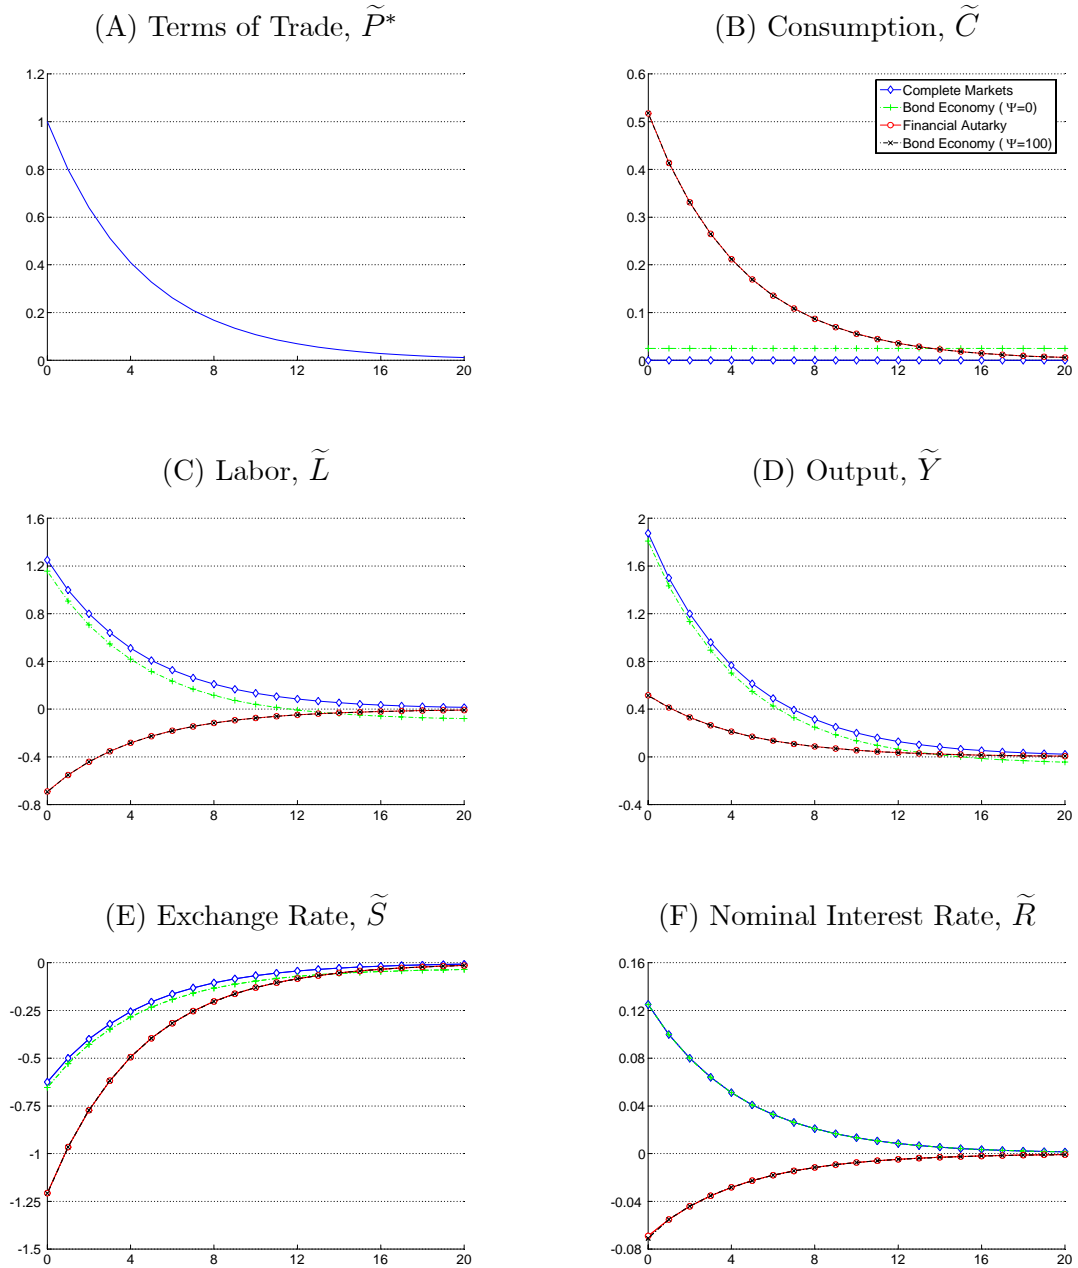 (A) Terms of Trade, P̃*
1.2
1
0.8
0.6
0.4
0.2
0
0 4 8 12 16 20
(B) Consumption, C̃
0.6
0.5
0.4
0.3
0.2
0.1
0
0 4 8 12 16 20
Complete Markets
Bond Economy ( Ψ=0)
Financial Autarky
Bond Economy ( Ψ=100)
(C) Labor, L̃
1.6
1.2
0.8
0.4
0
-0.4
-0.8
0 4 8 12 16 20
(D) Output, Ỹ
2
1.6
1.2
0.8
0.4
0
-0.4
0 4 8 12 16 20
(E) Exchange Rate, S̃
0
-0.25
-0.5
-0.75
-1
-1.25
-1.5
0 4 8 12 16 20
(F) Nominal Interest Rate, R̃
0.16
0.12
0.08
0.04
0
-0.04
-0.08
0 4 8 12 16 20